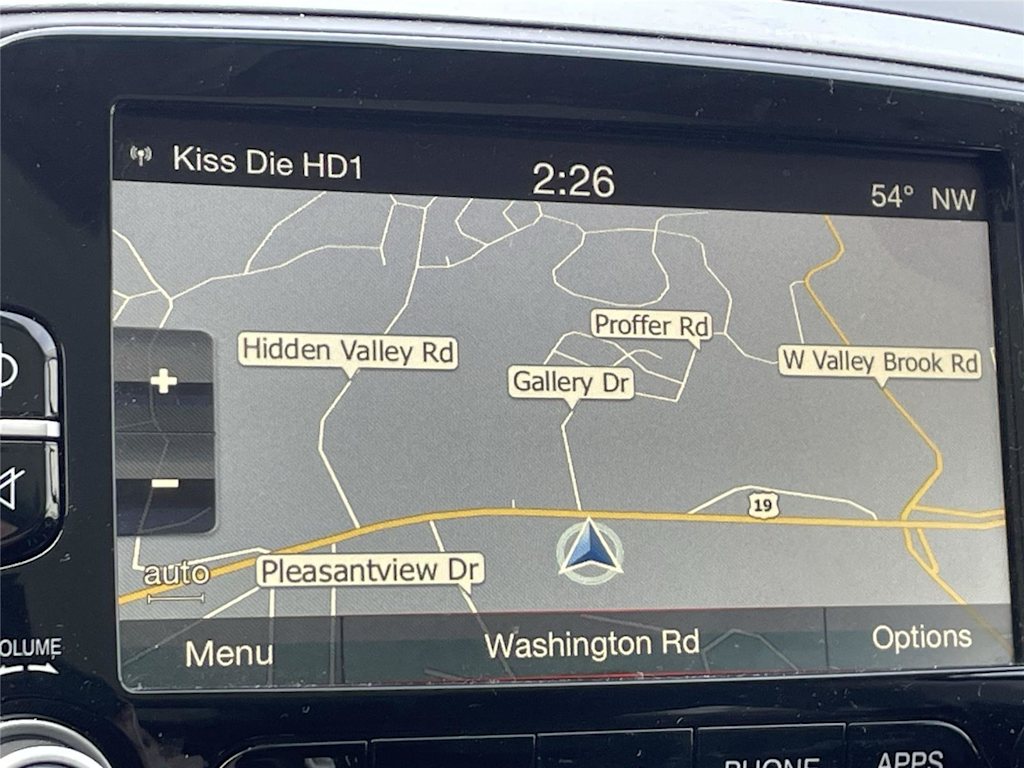 Kiss Die HD1
2:26
54° NW
Proffer Rd
Hidden Valley Rd
W Valley Brook Rd
Gallery Dr
+
-
19
auto
Pleasantview Dr
Menu
Washington Rd
Options
OLUME
PHONE
APPS